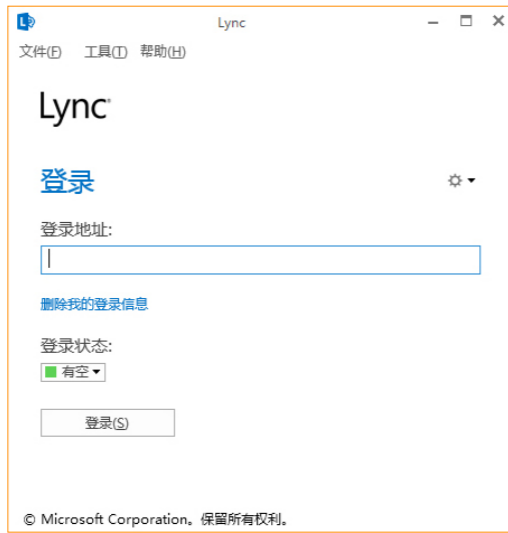 Lync
文件(F) 工具(T) 帮助(H)
Lync
登录
登录地址:
删除我的登录信息
登录状态:
有空
登录(S)
© Microsoft Corporation。保留所有权利。